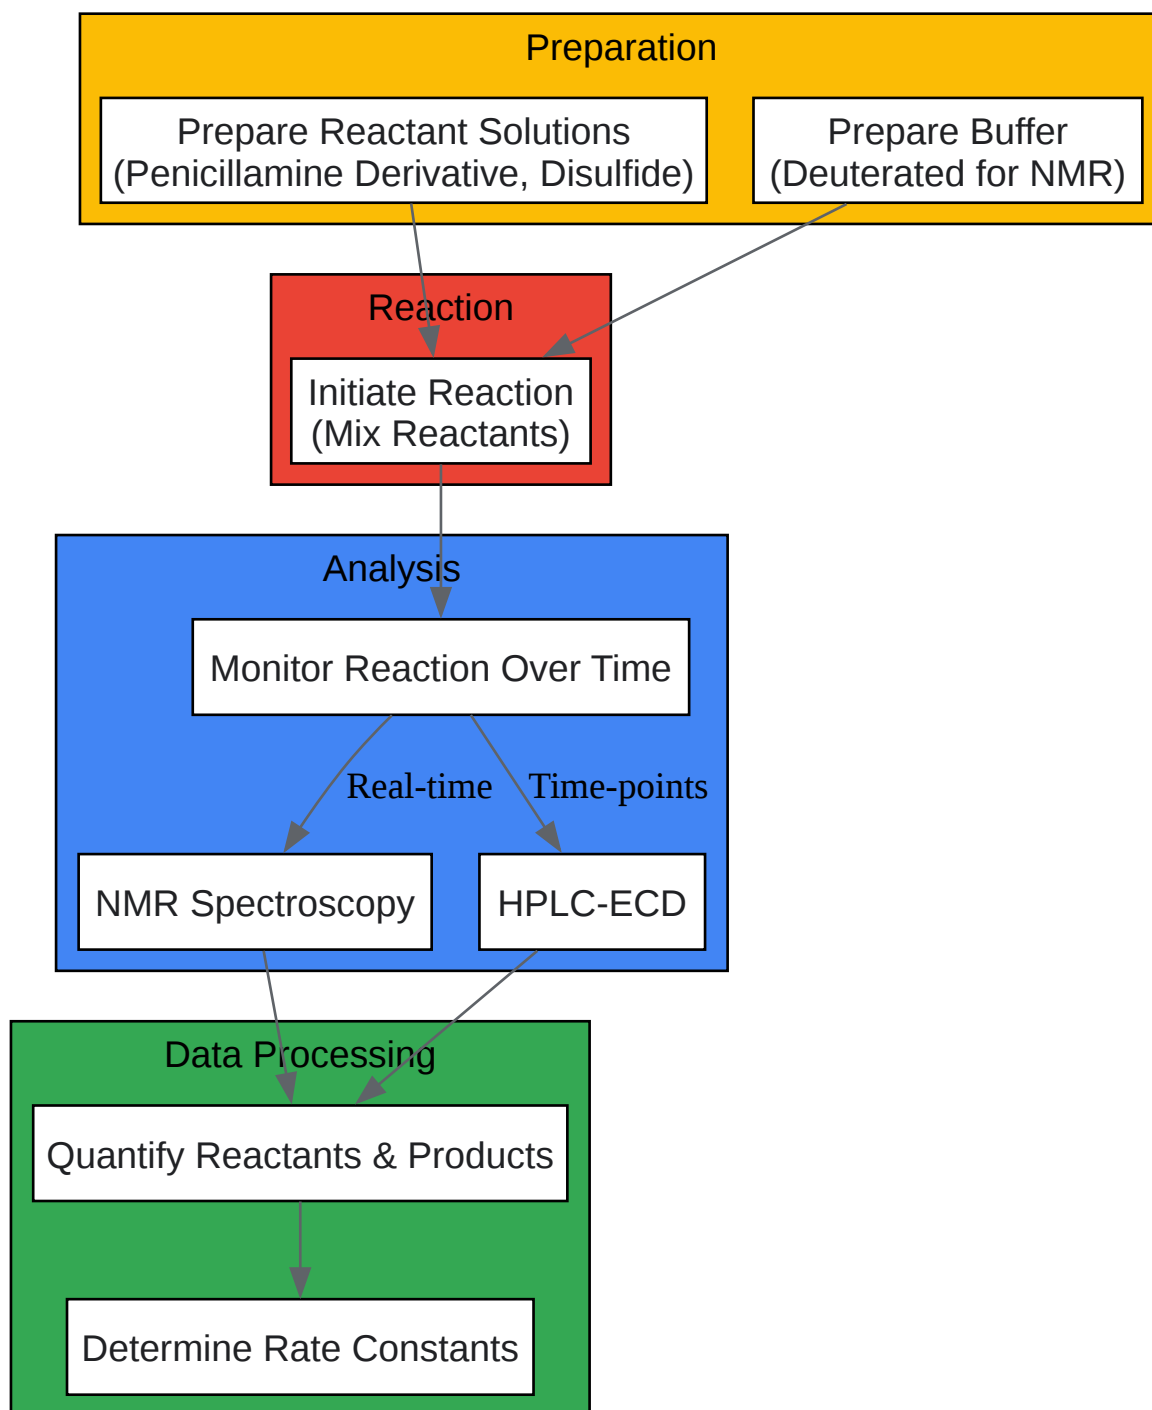 Preparation
Prepare Reactant Solutions
(Penicillamine Derivative, Disulfide)
Prepare Buffer
(Deuterated for NMR)
Reaction
Initiate Reaction
(Mix Reactants)
Analysis
Monitor Reaction Over Time
Real-time
Time-points
NMR Spectroscopy
HPLC-ECD
Data Processing
Quantify Reactants & Products
Determine Rate Constants